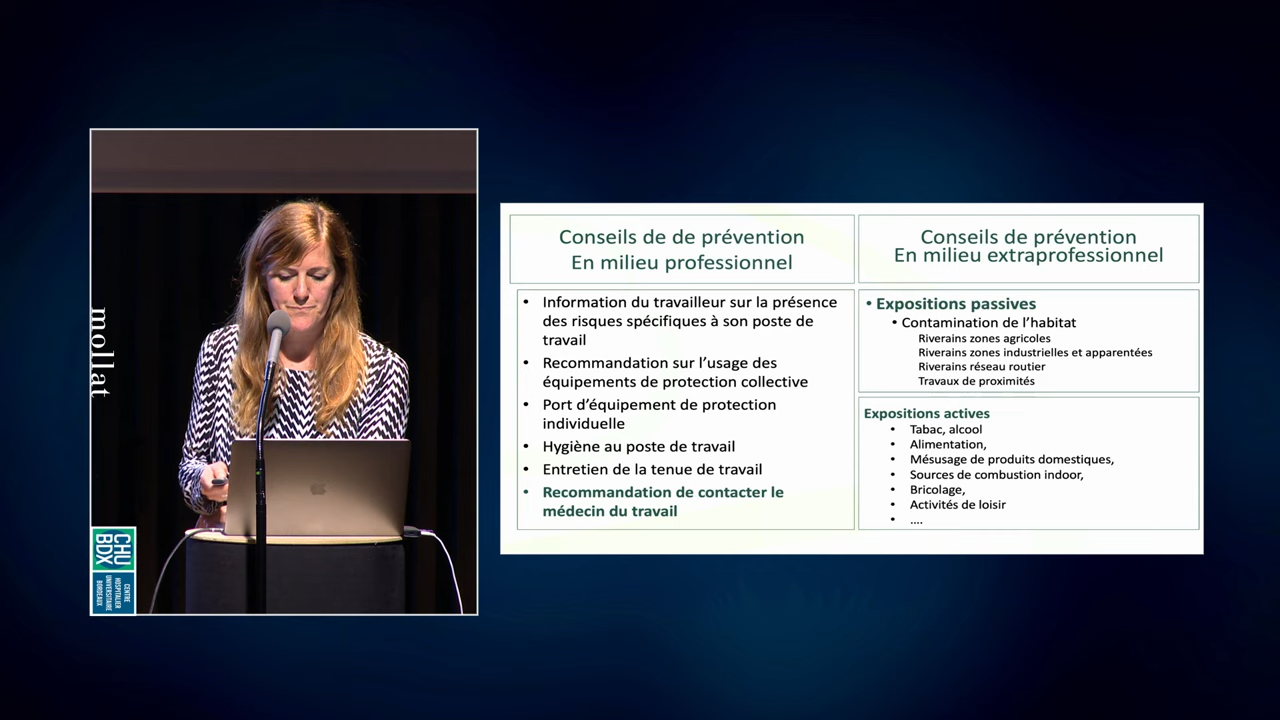 mollat
CHU
BDX
CENTRE
HOSPITALIER
UNIVERSITAIRE
BORDEAUX
Conseils de de prévention
En milieu professionnel
• Information du travailleur sur la présence
des risques spécifiques à son poste de
travail
• Recommandation sur l’usage des
équipements de protection collective
• Port d’équipement de protection
individuelle
• Hygiène au poste de travail
• Entretien de la tenue de travail
• Recommandation de contacter le
médecin du travail
Conseils de prévention
En milieu extraprofessionnel
• Expositions passives
• Contamination de l’habitat
Riverains zones agricoles
Riverains zones industrielles et apparentées
Riverains réseau routier
Travaux de proximités
Expositions actives
• Tabac, alcool
• Alimentation,
• Mésusage de produits domestiques,
• Sources de combustion indoor,
• Bricolage,
• Activités de loisir
• ....